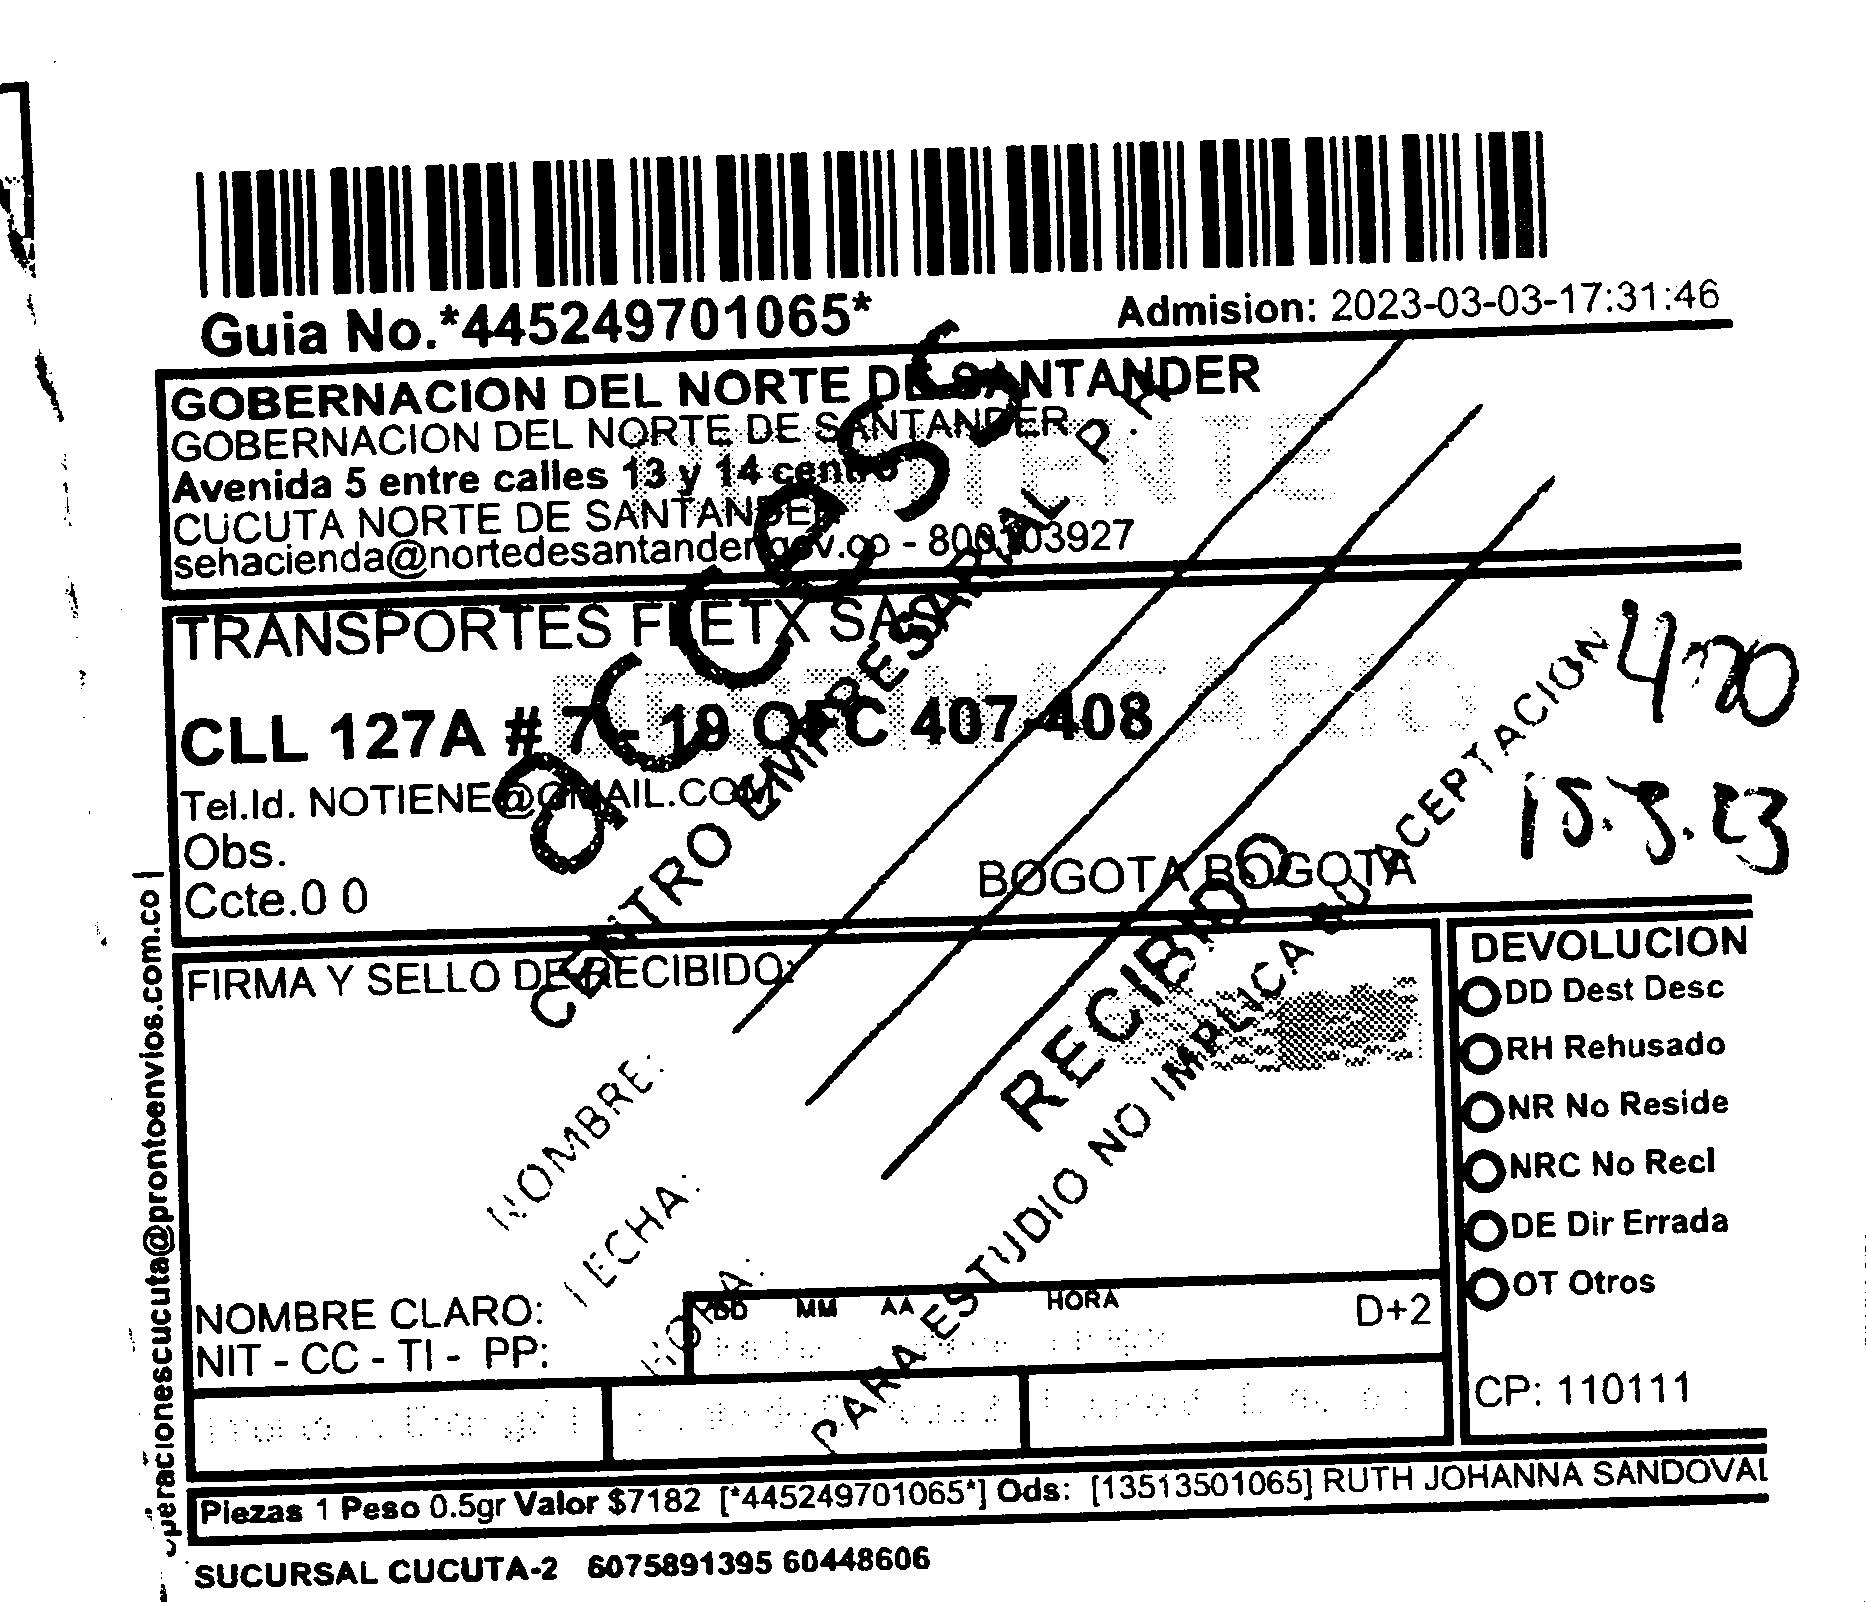 Guia No.*445249701065*
Admision: 2023-03-03-17:31:46
GOBERNACION DEL NORTE DE SANTANDER
GOBERNACION DEL NORTE DE SANTANDER
Avenida 5 entre calles 13 y 14 centro
CUCUTA NORTE DE SANTANDER
sehacienda@nortedesantander.gov.co - 800103927
TRANSPORTES FLETX SAS
DESTINATARIO
CLL 127A # 7 - 19 OFC 407-408
Tel.Id. NOTIENE@GMAIL.COM
Obs.
Ccte.0 0
BOGOTA BOGOTA
420
15.3.23
CENTRO EMPRESARIAL P.H
RECIBIDO
PARA ESTUDIO NO IMPLICA SU ACEPTACION
NOMBRE:
FECHA:
HORA:
FIRMA Y SELLO DE RECIBIDO:
NOMBRE CLARO:
NIT - CC - TI - PP:
DD MM AA HORA
D+2
DEVOLUCION
DD Dest Desc
RH Rehusado
NR No Reside
NRC No Recl
DE Dir Errada
OT Otros
CP: 110111
Piezas 1 Peso 0.5gr Valor $7182 [*445249701065*] Ods: [13513501065] RUTH JOHANNA SANDOVAL
SUCURSAL CUCUTA-2 6075891395 60448606
operacionescucuta@prontoenvios.com.co |